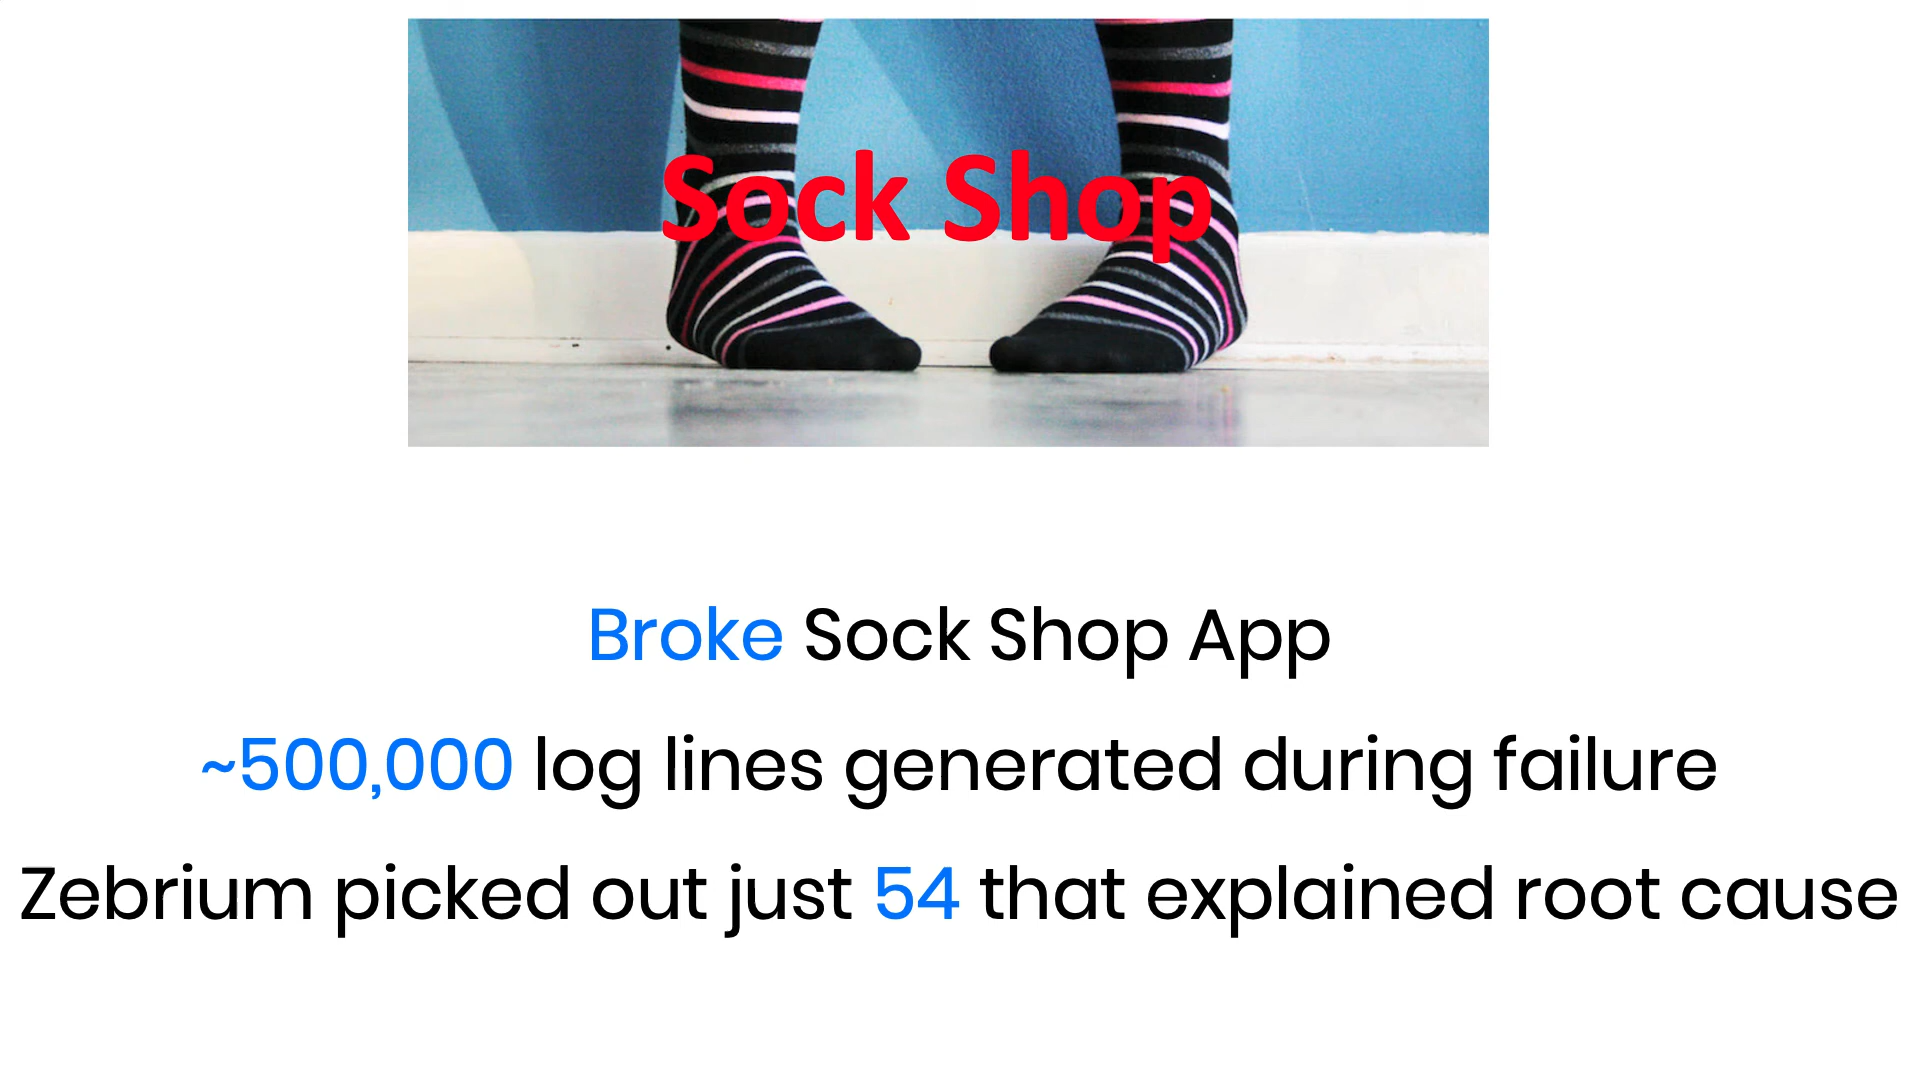 Sock Shop
Broke Sock Shop App
~500,000 log lines generated during failure
Zebrium picked out just 54 that explained root cause